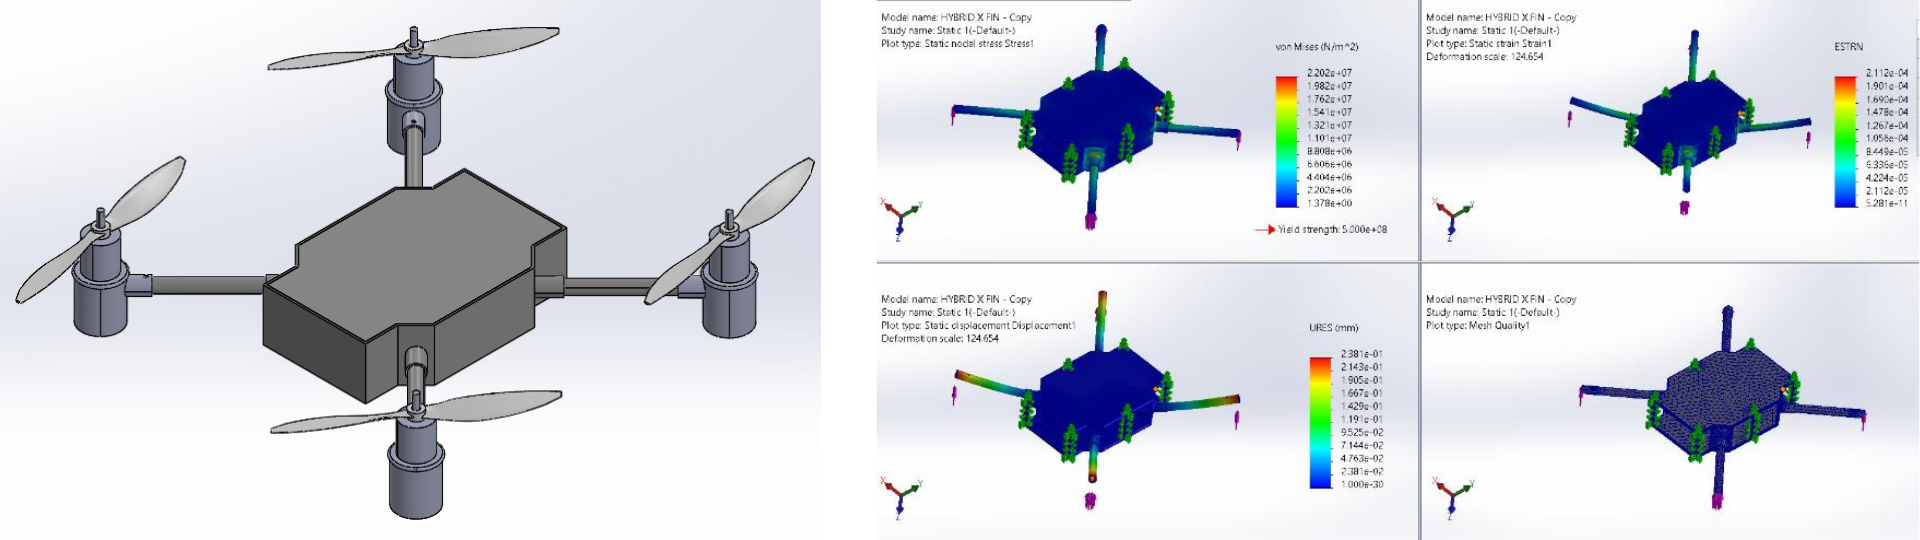 Model name: HYBRID X FIN - Copy
Study name: Static 1(-Default-)
Plot type: Static nodal stress Stress1
von Mises (N/m^2)
2.202e+07
1.982e+07
1.762e+07
1.541e+07
1.321e+07
1.101e+07
8.808e+06
6.606e+06
4.404e+06
2.202e+06
1.378e+00
Yield strength: 5.000e+08
X
Y
Z
Model name: HYBRID X FIN - Copy
Study name: Static 1(-Default-)
Plot type: Static strain Strain1
Deformation scale: 124.654
ESTRN
2.112e-04
1.901e-04
1.690e-04
1.478e-04
1.267e-04
1.056e-04
8.449e-05
6.336e-05
4.224e-05
2.112e-05
5.281e-11
X
Y
Z
Model name: HYBRID X FIN - Copy
Study name: Static 1(-Default-)
Plot type: Static displacement Displacement1
Deformation scale: 124.654
URES (mm)
2.381e-01
2.143e-01
1.905e-01
1.667e-01
1.429e-01
1.191e-01
9.525e-02
7.144e-02
4.763e-02
2.381e-02
1.000e-30
X
Y
Z
Model name: HYBRID X FIN - Copy
Study name: Static 1(-Default-)
Plot type: Mesh Quality1
X
Y
Z